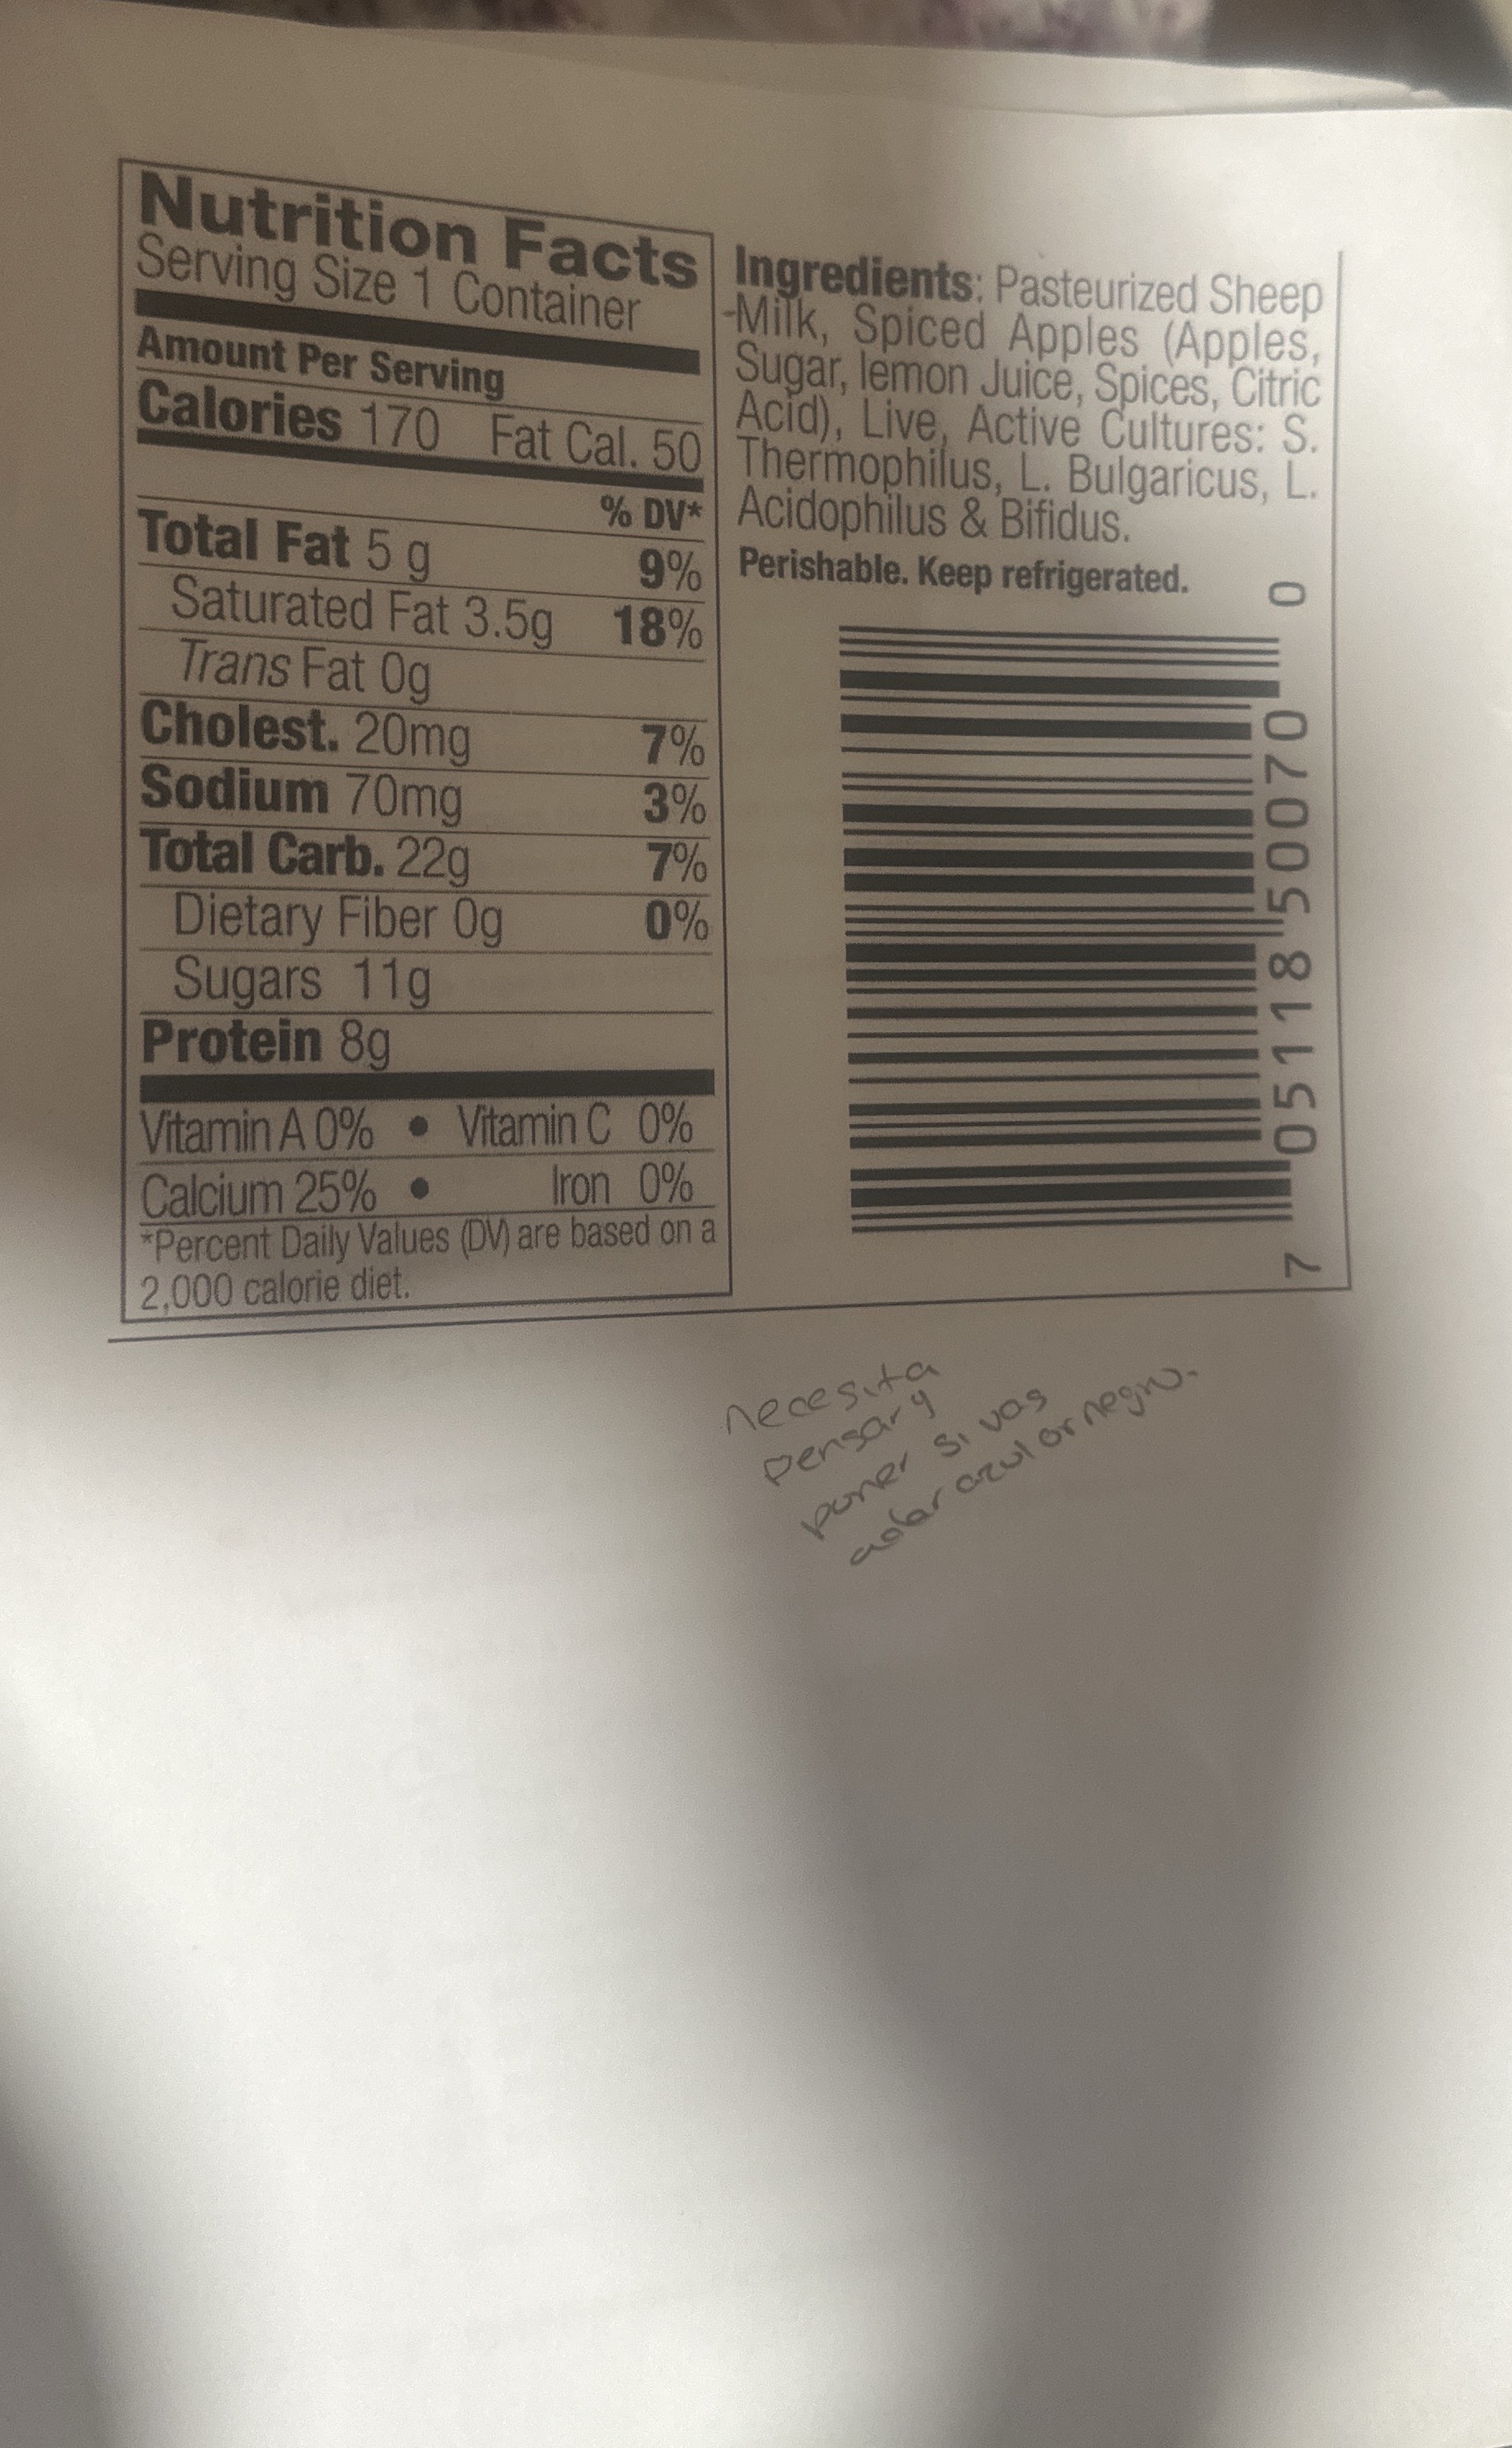 Nutrition Facts
Serving Size 1 Container
Amount Per Serving
Calories 170 Fat Cal. 50
% DV*
Total Fat 5 g 9%
Saturated Fat 3.5g 18%
Trans Fat 0g
Cholest. 20mg 7%
Sodium 70mg 3%
Total Carb. 22g 7%
Dietary Fiber 0g 0%
Sugars 11g
Protein 8g
Vitamin A 0% • Vitamin C 0%
Calcium 25% • Iron 0%
*Percent Daily Values (DV) are based on a
2,000 calorie diet.
Ingredients: Pasteurized Sheep
-Milk, Spiced Apples (Apples,
Sugar, lemon Juice, Spices, Citric
Acid), Live, Active Cultures: S.
Thermophilus, L. Bulgaricus, L.
Acidophilus & Bifidus.
Perishable. Keep refrigerated.
7 05118 50070 0
necesita
pensar y
poner si vas
azul or negro.